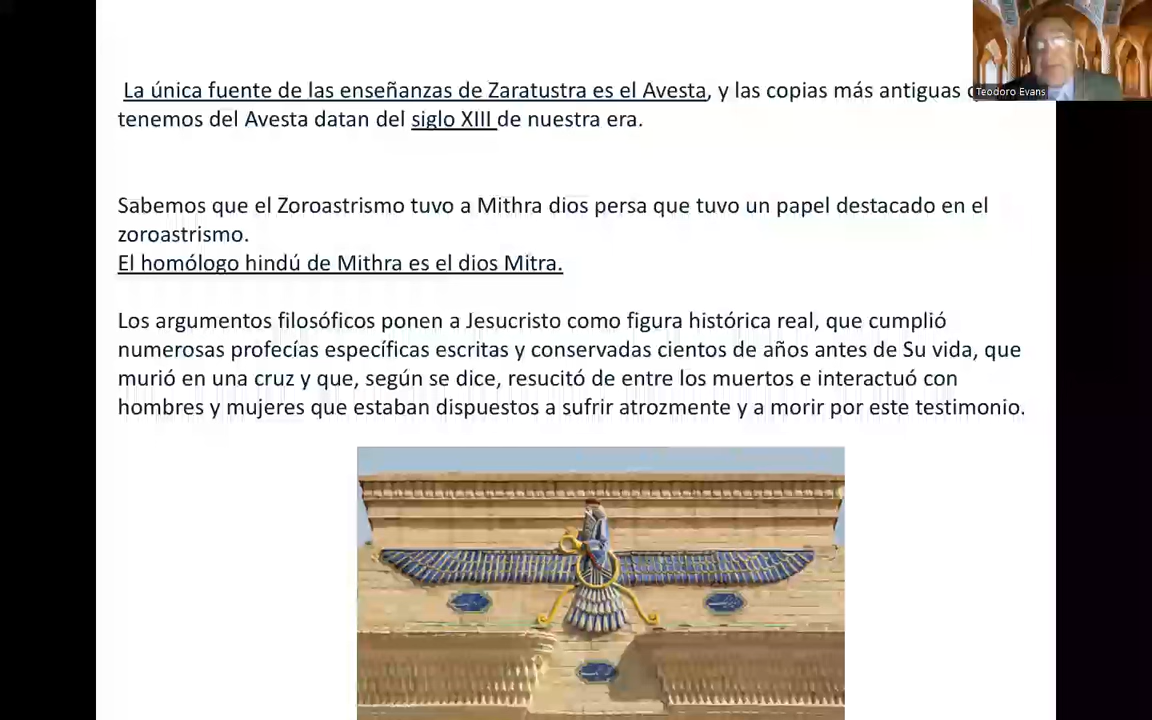 La única fuente de las enseñanzas de Zaratustra es el Avesta, y las copias más antiguas
tenemos del Avesta datan del siglo XIII de nuestra era.
Sabemos que el Zoroastrismo tuvo a Mithra dios persa que tuvo un papel destacado en el
zoroastrismo.
El homólogo hindú de Mithra es el dios Mitra.
Los argumentos filosóficos ponen a Jesucristo como figura histórica real, que cumplió
numerosas profecías específicas escritas y conservadas cientos de años antes de Su vida, que
murió en una cruz y que, según se dice, resucitó de entre los muertos e interactuó con
hombres y mujeres que estaban dispuestos a sufrir atrozmente y a morir por este testimonio.
Teodoro Evans